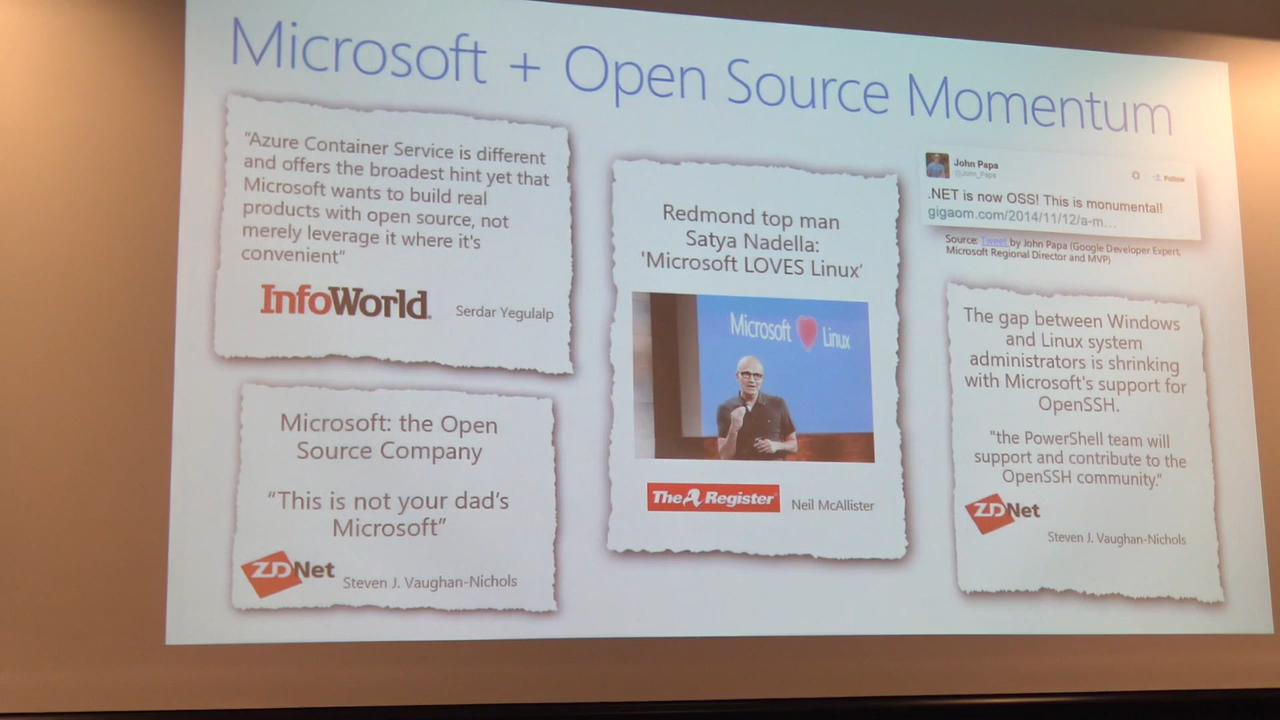 Microsoft + Open Source Momentum
“Azure Container Service is different
and offers the broadest hint yet that
Microsoft wants to build real
products with open source, not
merely leverage it where it's
convenient”
InfoWorld
Serdar Yegulalp
Microsoft: the Open
Source Company
“This is not your dad’s
Microsoft”
ZDNet
Steven J. Vaughan-Nichols
Redmond top man
Satya Nadella:
'Microsoft LOVES Linux’
Microsoft Linux
The Register
Neil McAllister
John Papa
@John_Papa
Follow
.NET is now OSS! This is monumental!
gigaom.com/2014/11/12/a-m…
Source: Tweet by John Papa (Google Developer Expert,
Microsoft Regional Director and MVP)
The gap between Windows
and Linux system
administrators is shrinking
with Microsoft's support for
OpenSSH.
"the PowerShell team will
support and contribute to the
OpenSSH community."
ZDNet
Steven J. Vaughan-Nichols